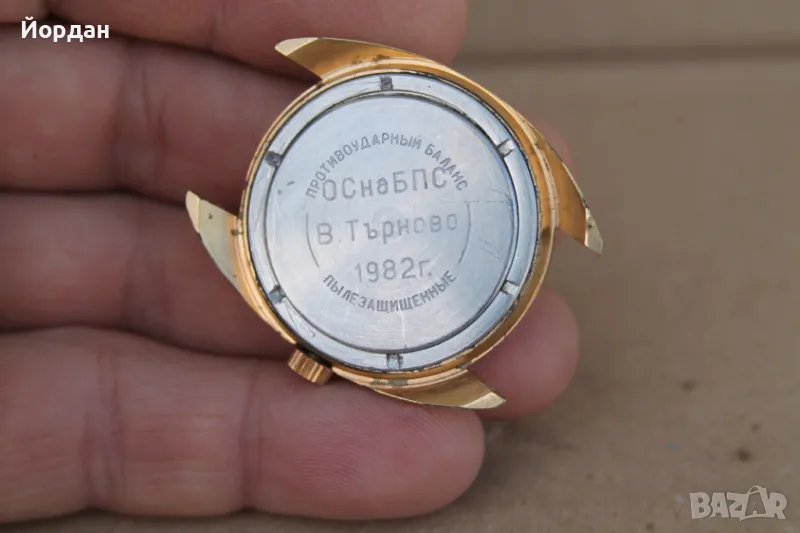 Йордан
ПРОТИВОУДАРНЫЙ БАЛАНС
ОСнаБПС
В. Търново
1982г.
ПЫЛЕЗАЩИЩЕННЫЕ
BAZAR